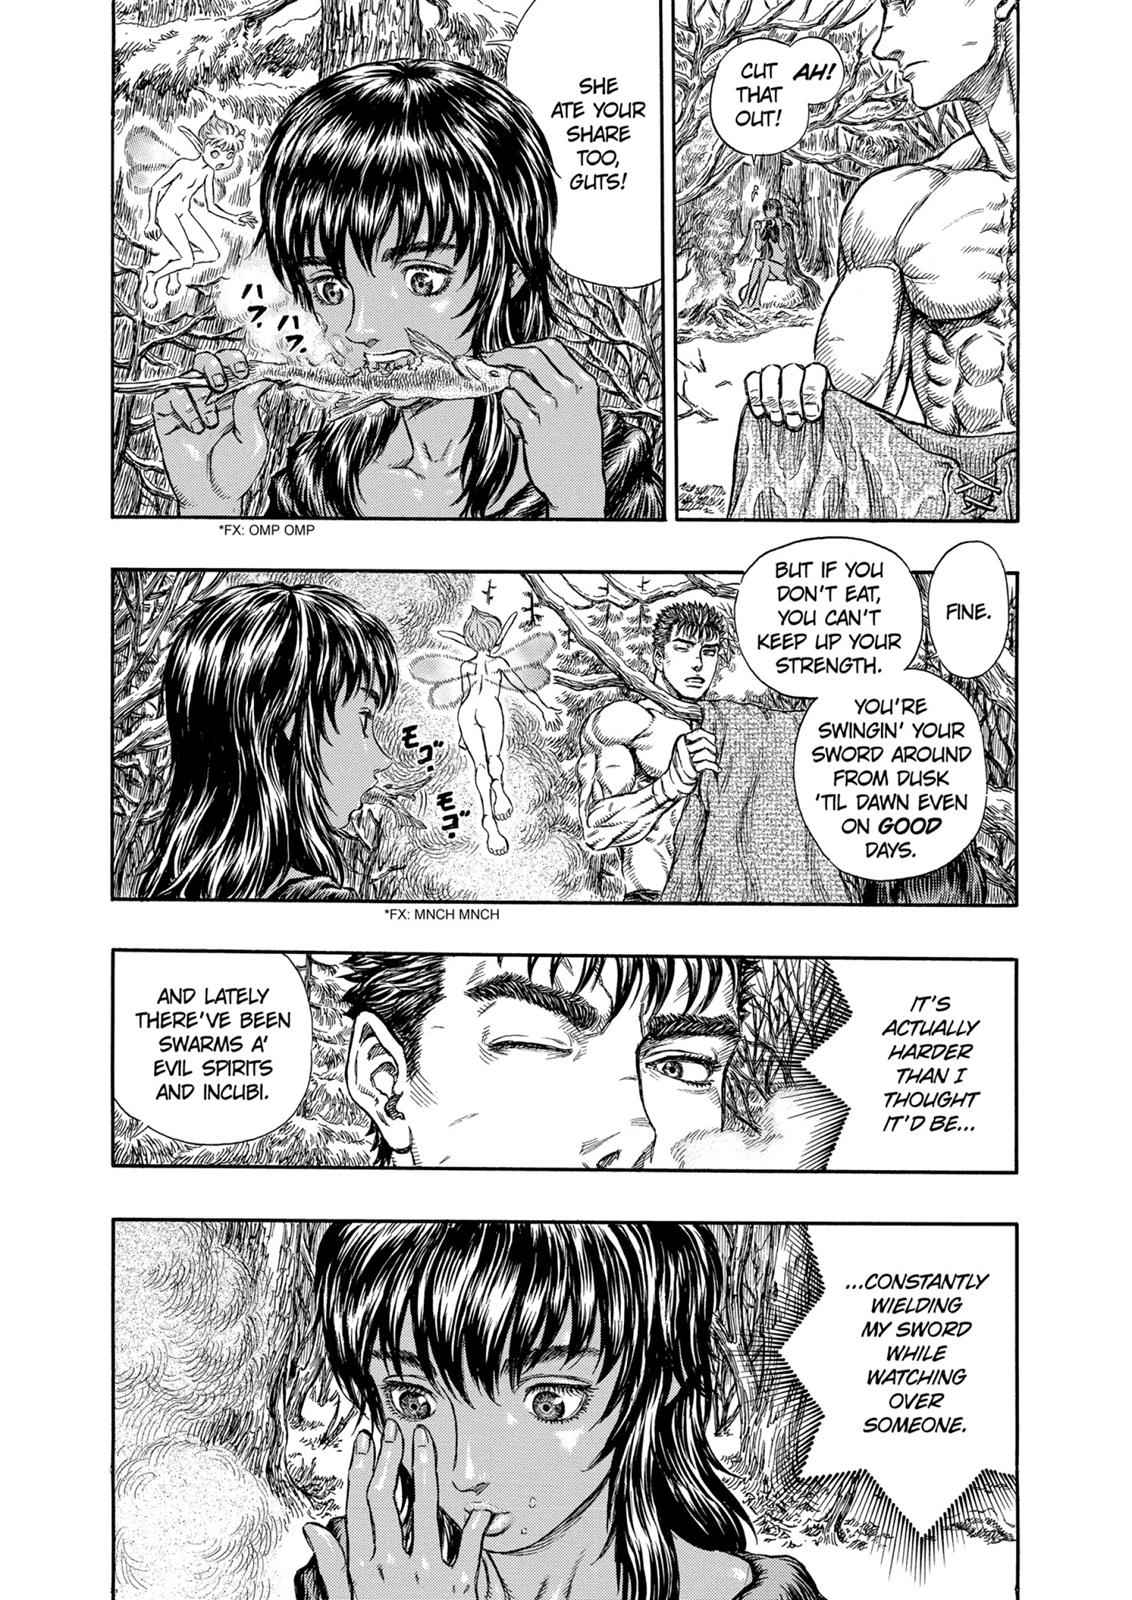 AH!
CUT
THAT
OUT!
SHE
ATE YOUR
SHARE
TOO,
GUTS!
ハ
ァ
ハ
ァ
*FX: OMP OMP
FINE.
BUT IF YOU
DON'T EAT,
YOU CAN'T
KEEP UP YOUR
STRENGTH.
YOU'RE
SWINGIN' YOUR
SWORD AROUND
FROM DUSK
'TIL DAWN EVEN
ON GOOD
DAYS.
モゴ
モゴ
*FX: MNCH MNCH
IT'S
ACTUALLY
HARDER
THAN I
THOUGHT
IT'D BE...
AND LATELY
THERE'VE BEEN
SWARMS A'
EVIL SPIRITS
AND INCUBI.
...CONSTANTLY
WIELDING
MY SWORD
WHILE
WATCHING
OVER
SOMEONE.